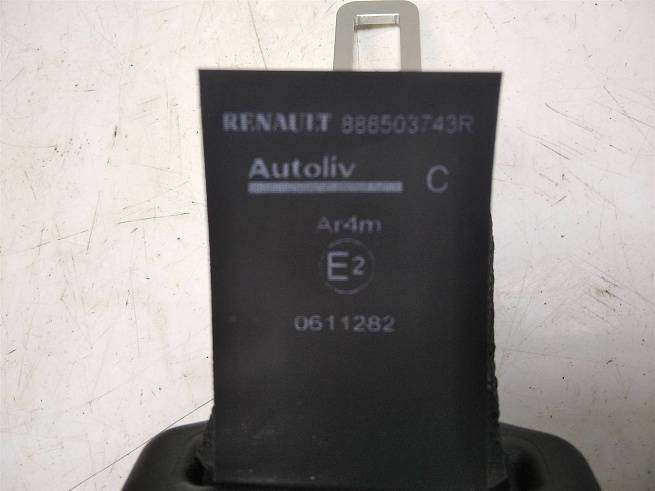 RENAULT 888503743R
Autoliv C
Ar4m
E2
0611282